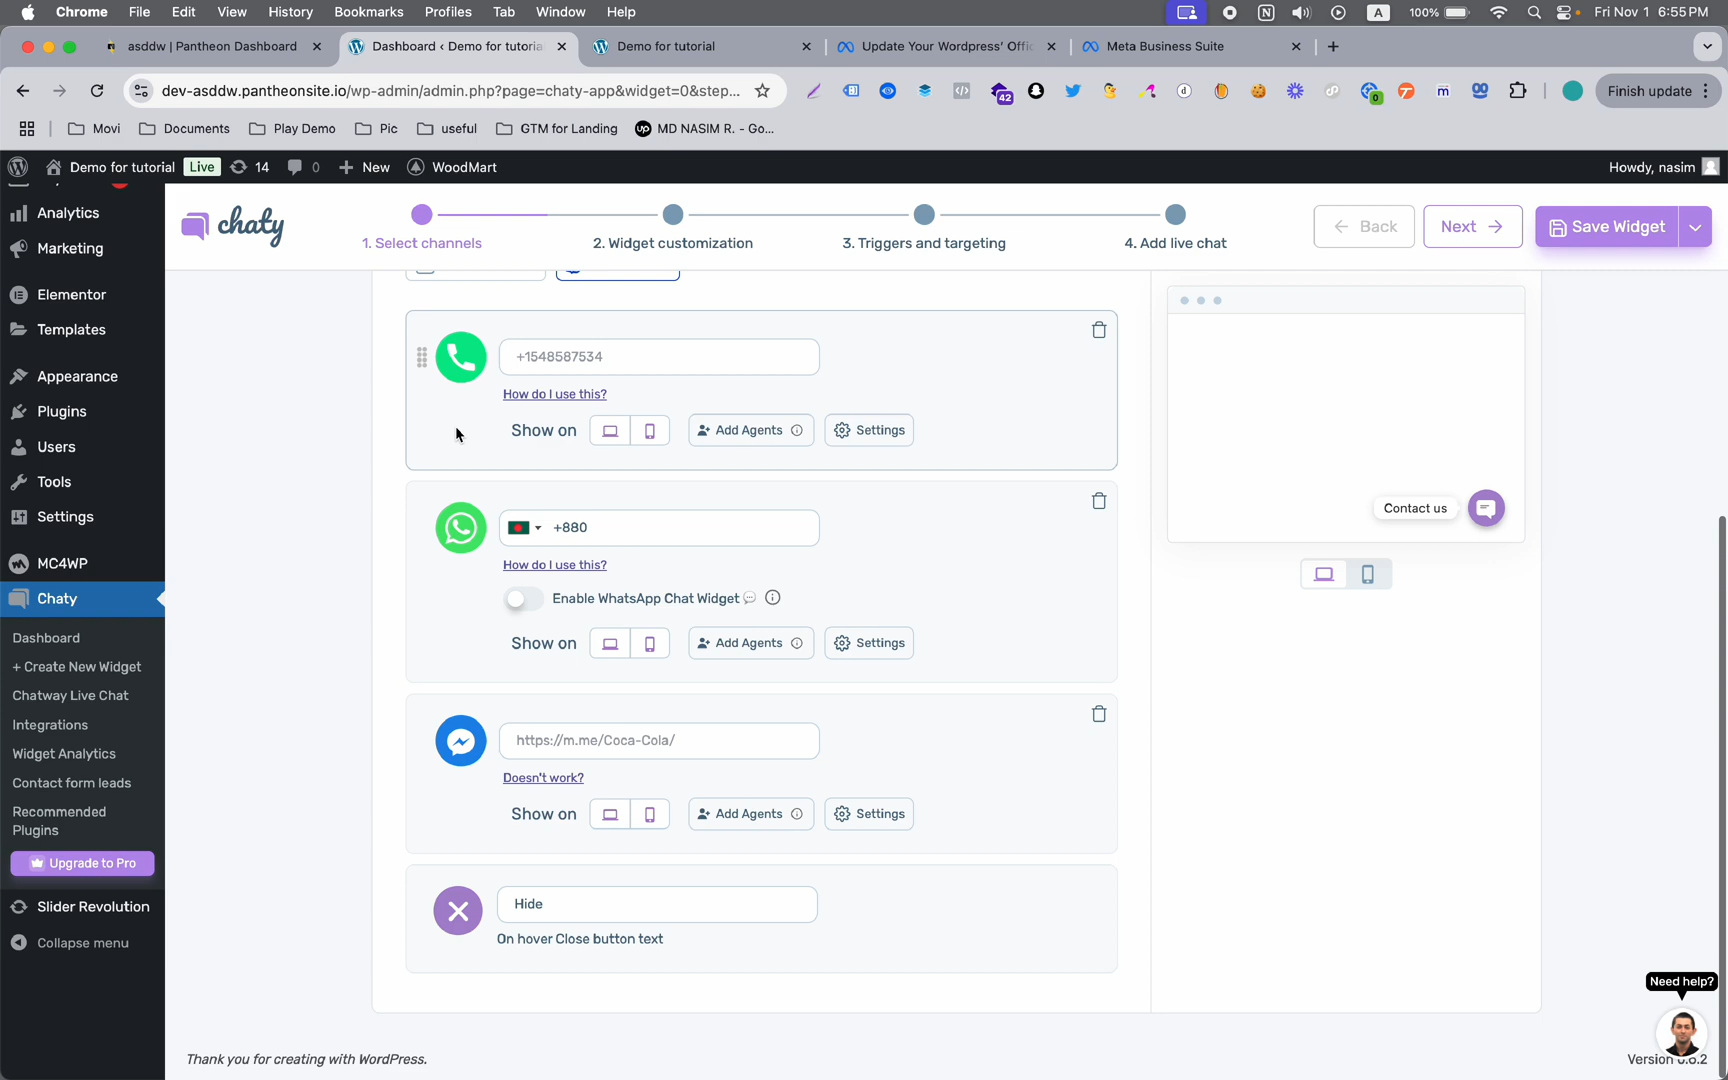 Chrome File Edit View History Bookmarks Profiles Tab Window Help
A 100% Fri Nov 1 6:55PM
asddw | Pantheon Dashboard
Dashboard ‹ Demo for tutoria
Demo for tutorial
Update Your Wordpress' Offic
Meta Business Suite
dev-asddw.pantheonsite.io/wp-admin/admin.php?page=chaty-app&widget=0&step...
42
0
Finish update
Movi
Documents
Play Demo
Pic
useful
GTM for Landing
up MD NASIM R. - Go...
Demo for tutorial Live 14 0 New WoodMart
Howdy, nasim
Analytics
Marketing
Elementor
Templates
Appearance
Plugins
Users
Tools
Settings
MC4WP
Chaty
Dashboard
+ Create New Widget
Chatway Live Chat
Integrations
Widget Analytics
Contact form leads
Recommended
Plugins
Upgrade to Pro
Slider Revolution
Collapse menu
chaty
1. Select channels
2. Widget customization
3. Triggers and targeting
4. Add live chat
Back
Next
Save Widget
+1548587534
How do I use this?
Show on
Add Agents
Settings
+880
How do I use this?
Enable WhatsApp Chat Widget
Show on
Add Agents
Settings
https://m.me/Coca-Cola/
Doesn't work?
Show on
Add Agents
Settings
Hide
On hover Close button text
Contact us
Need help?
Thank you for creating with WordPress.